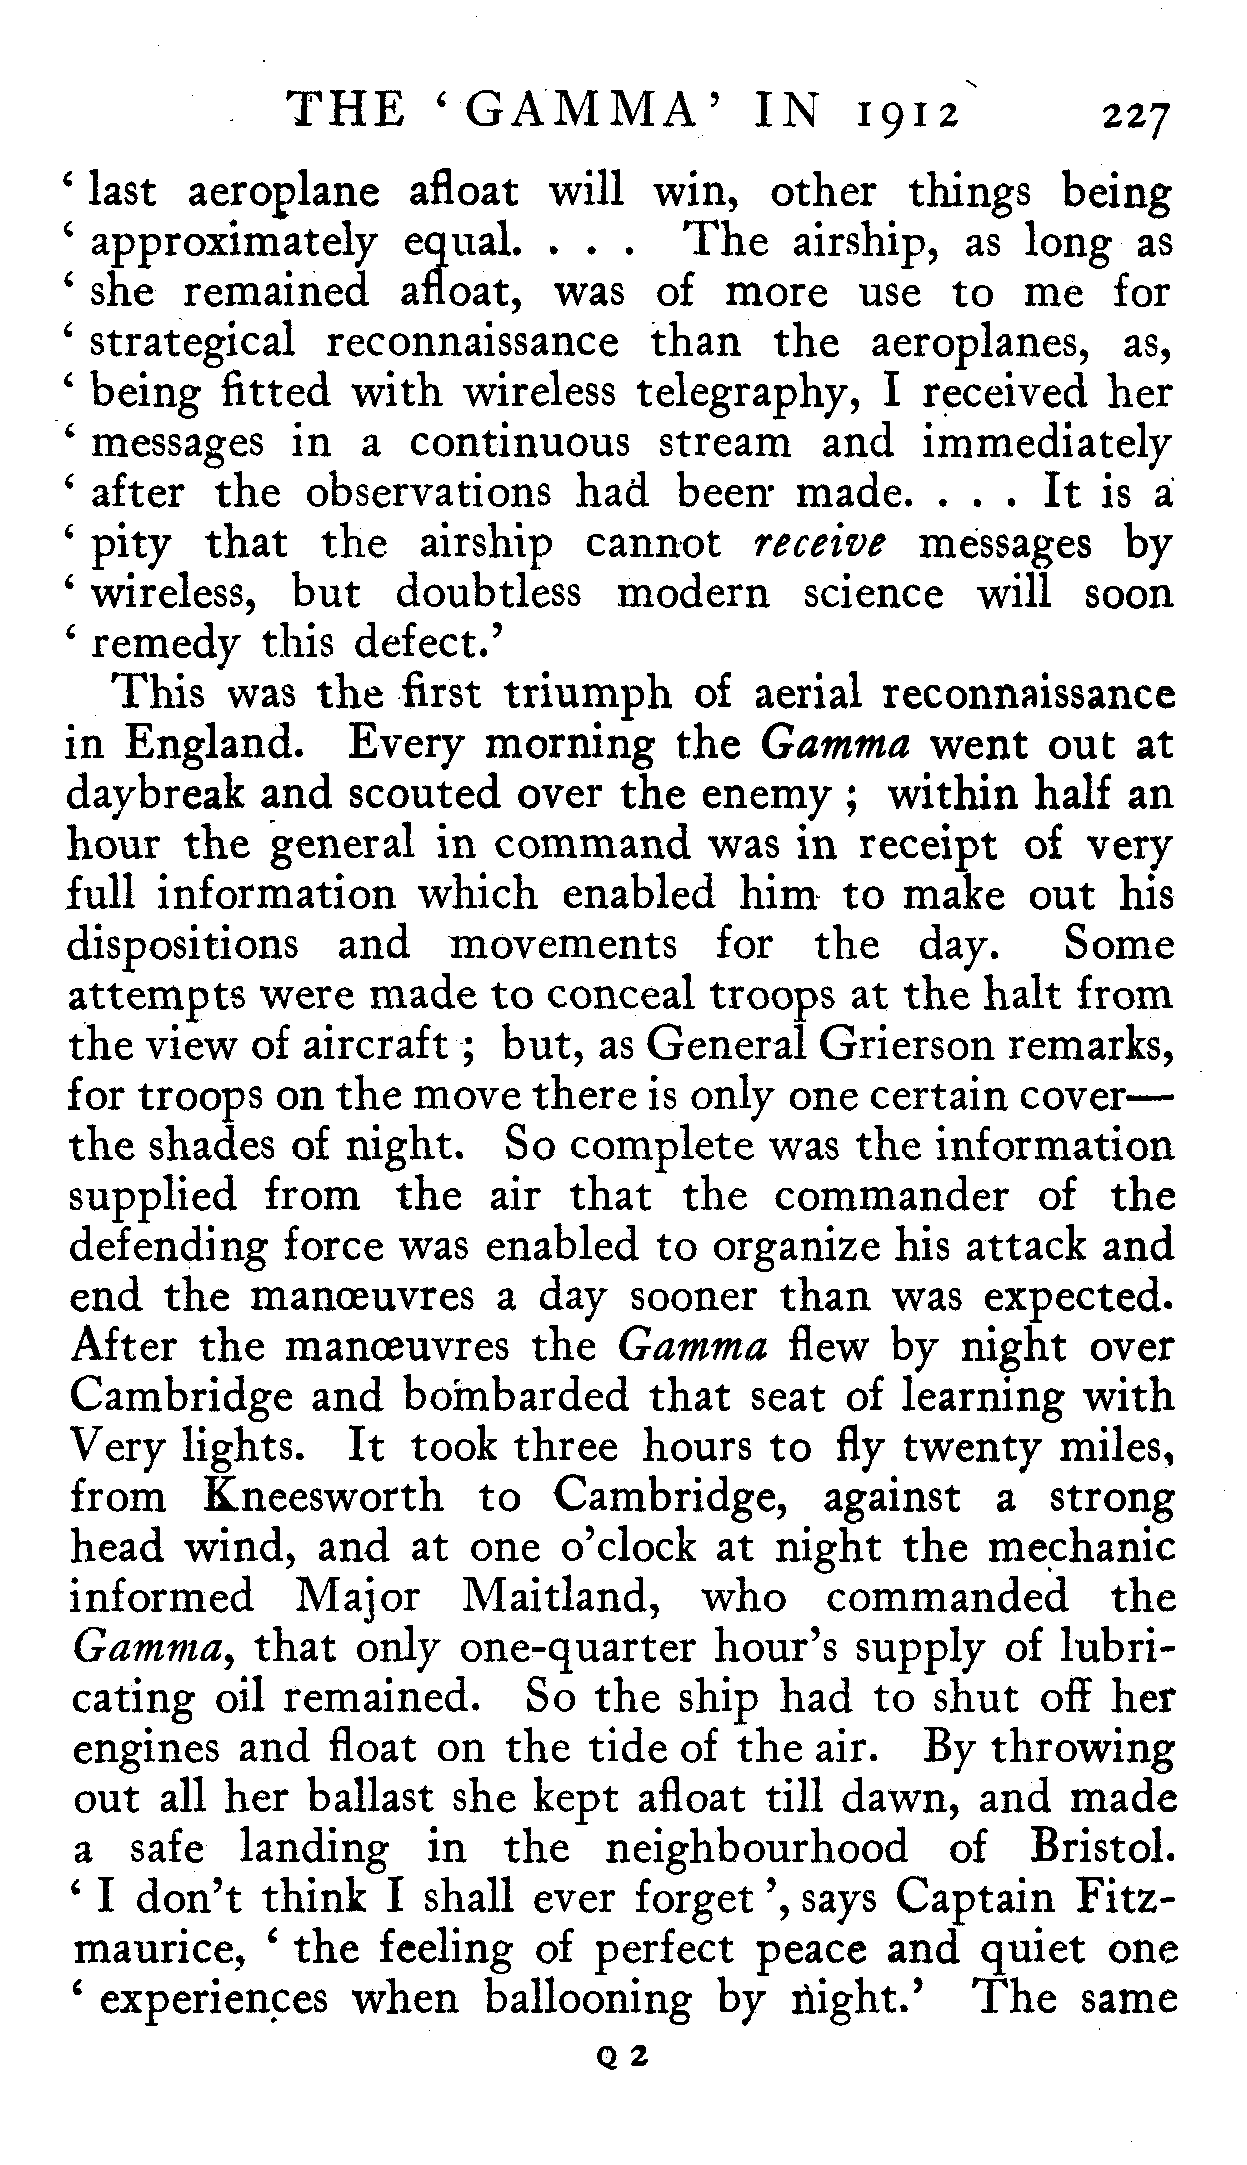 THE ‘GAMMA’ IN 1912 227
‘ last aeroplane afloat will win, other things being
‘ approximately equal. . . . The airship, as long as
‘ she remained afloat, was of more use to me for
‘ strategical reconnaissance than the aeroplanes, as,
‘ being fitted with wireless telegraphy, I received her
‘ messages in a continuous stream and immediately
‘ after the observations had been made. . . . It is a
‘ pity that the airship cannot receive messages by
‘ wireless, but doubtless modern science will soon
‘ remedy this defect.’
This was the first triumph of aerial reconnaissance
in England. Every morning the Gamma went out at
daybreak and scouted over the enemy ; within half an
hour the general in command was in receipt of very
full information which enabled him to make out his
dispositions and movements for the day. Some
attempts were made to conceal troops at the halt from
the view of aircraft ; but, as General Grierson remarks,
for troops on the move there is only one certain cover—
the shades of night. So complete was the information
supplied from the air that the commander of the
defending force was enabled to organize his attack and
end the manœuvres a day sooner than was expected.
After the manœuvres the Gamma flew by night over
Cambridge and bombarded that seat of learning with
Very lights. It took three hours to fly twenty miles,
from Kneesworth to Cambridge, against a strong
head wind, and at one o’clock at night the mechanic
informed Major Maitland, who commanded the
Gamma, that only one-quarter hour’s supply of lubri-
cating oil remained. So the ship had to shut off her
engines and float on the tide of the air. By throwing
out all her ballast she kept afloat till dawn, and made
a safe landing in the neighbourhood of Bristol.
‘ I don’t think I shall ever forget ’, says Captain Fitz-
maurice, ‘ the feeling of perfect peace and quiet one
‘ experiences when ballooning by night.’ The same
Q 2